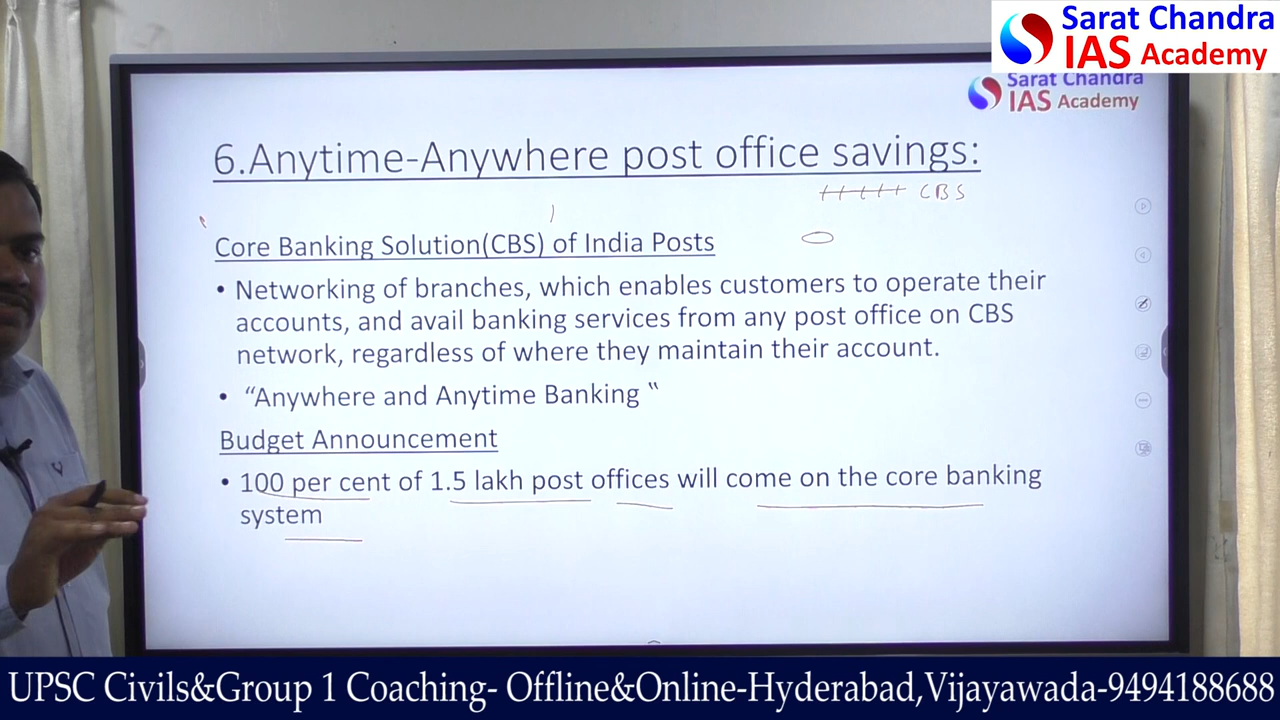 Sarat Chandra
IAS Academy
Sarat Chandra
IAS Academy
6.Anytime-Anywhere post office savings:
CBS
Core Banking Solution(CBS) of India Posts
• Networking of branches, which enables customers to operate their
accounts, and avail banking services from any post office on CBS
network, regardless of where they maintain their account.
• “Anywhere and Anytime Banking ‟
Budget Announcement
• 100 per cent of 1.5 lakh post offices will come on the core banking
system
UPSC Civils&Group 1 Coaching- Offline&Online-Hyderabad,Vijayawada-9494188688